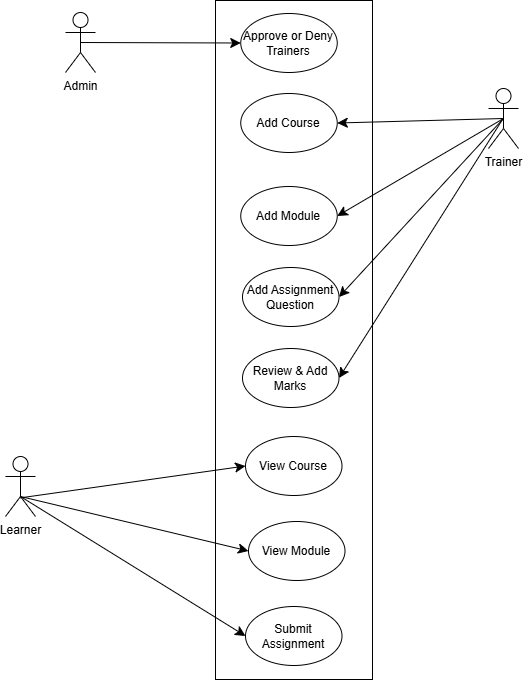 Approve or Deny
Trainers
Admin
Add Course
Trainer
Add Module
Add Assignment
Question
Review & Add
Marks
View Course
Learner
View Module
Submit
Assignment